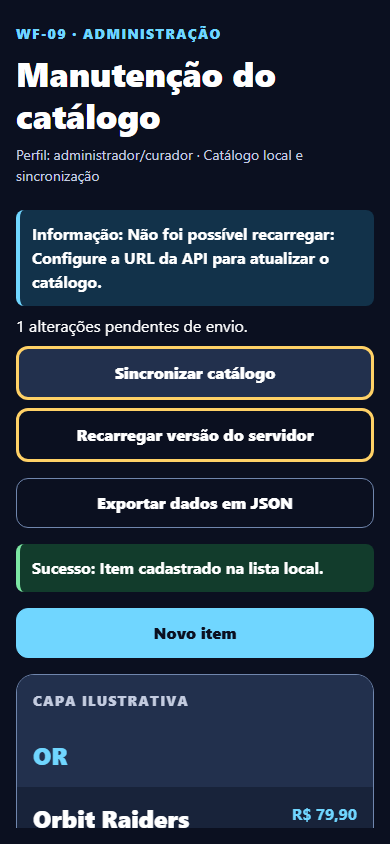 WF-09 · ADMINISTRAÇÃO
Manutenção do
catálogo
Perfil: administrador/curador · Catálogo local e
sincronização
Informação: Não foi possível recarregar:
Configure a URL da API para atualizar o
catálogo.
1 alterações pendentes de envio.
Sincronizar catálogo
Recarregar versão do servidor
Exportar dados em JSON
Sucesso: Item cadastrado na lista local.
Novo item
CAPA ILUSTRATIVA
OR
Orbit Raiders
R$ 79,90